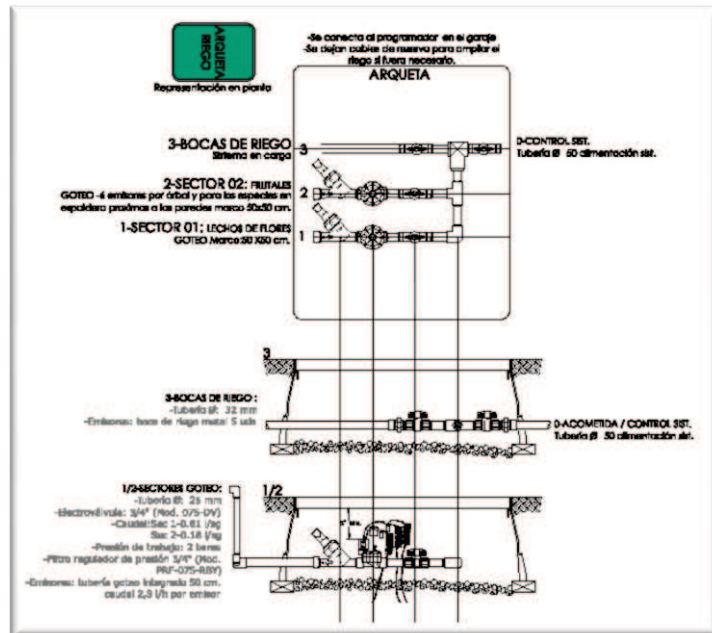 ARQUETA
RIEGO
Representación en planta
-Se conecta al programador en el garaje
-Se dejan cables de reserva para ampliar el
riego si fuera necesario.
ARQUETA
3-BOCAS DE RIEGO
Sistema en carga
3
0-CONTROL SIST.
Tubería Ø 50 alimentación sist.
2-SECTOR 02: FRUTALES
GOTEO -6 emisores por árbol y para las especies en
espaldera proximas a las paredes marco 50x50 cm.
2
1-SECTOR 01: LECHOS DE FLORES
GOTEO Marco 50 X60 cm.
1
3
3-BOCAS DE RIEGO :
-Tubería Ø: 32 mm
-Emisores: boca de riego metal 5 uds
0-ACOMETIDA / CONTROL SIST.
Tubería Ø 50 alimentación sist.
1/2-SECTORES GOTEO:
1/2
-Tubería Ø: 25 mm
-Electroválvula: 3/4" (Mod. 075-DV)
-Caudal:Sec 1-0.81 l/sg
Sec 2-0.18 l/sg
-Presión de trabajo: 2 bares
-Filtro regulador de presión 3/4" (Mod.
PRF-075-RBY)
-Emisores: tubería goteo integrado 50 cm.
caudal 2,3 l/h por emisor